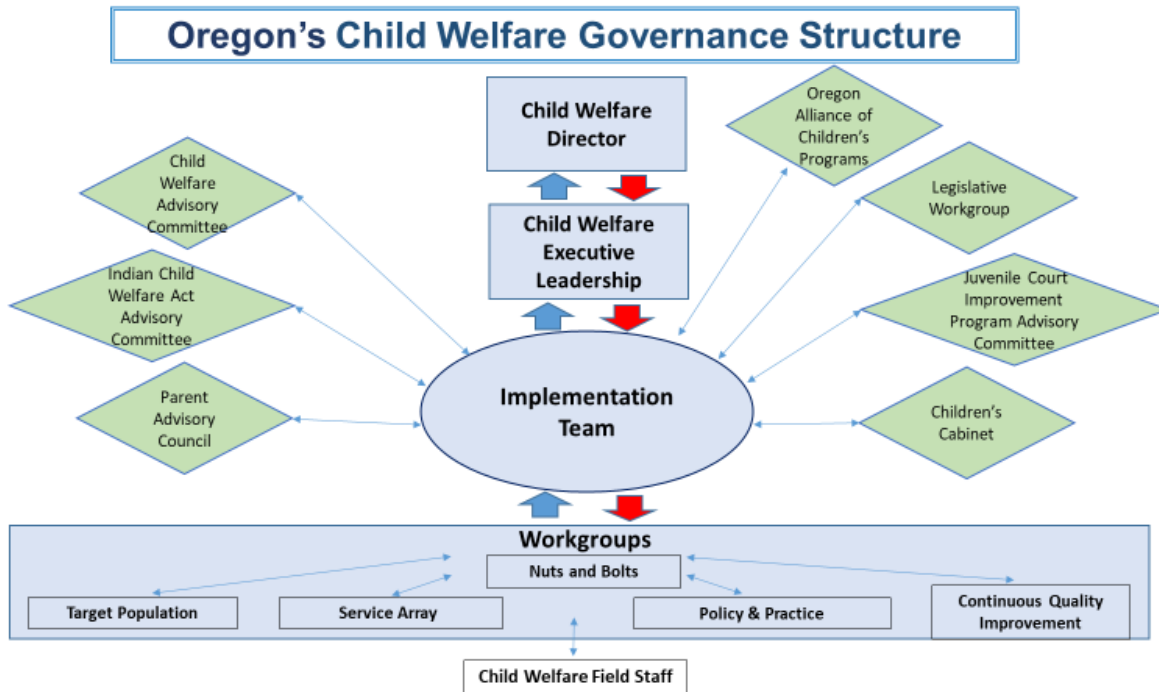 Oregon's Child Welfare Governance Structure
Child Welfare
Director
Oregon
Alliance of
Children's
Programs
Child
Welfare
Advisory
Committee
Legislative
Workgroup
Child Welfare
Executive
Leadership
Indian Child
Welfare Act
Advisory
Committee
Juvenile Court
Improvement
Program Advisory
Committee
Implementation
Team
Parent
Advisory
Council
Children's
Cabinet
Workgroups
Nuts and Bolts
Target Population
Service Array
Policy & Practice
Continuous Quality
Improvement
Child Welfare Field Staff